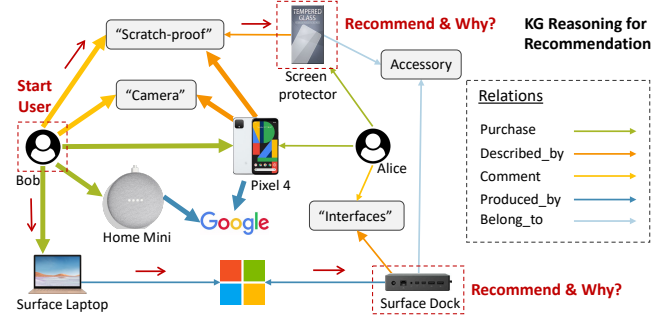 KG Reasoning for
Recommendation
Recommend & Why?
TEMPERED
GLASS
“Scratch-proof”
Screen
protector
Accessory
Start
User
“Camera”
Relations
Purchase
Described_by
Comment
Produced_by
Belong_to
Bob
Pixel 4
Alice
Home Mini
Google
“Interfaces”
Surface Laptop
Surface Dock
Recommend & Why?